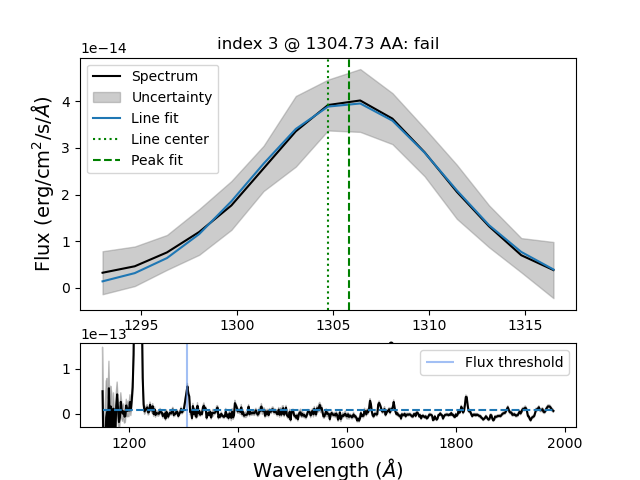 index 3 @ 1304.73 AA: fail
1e−14
Spectrum
Uncertainty
Line fit
Line center
Peak fit
4
3
2
1
0
Flux (erg/cm²/s/Å)
1295
1300
1305
1310
1315
1e−13
Flux threshold
1
0
1200
1400
1600
1800
2000
Wavelength (Å)